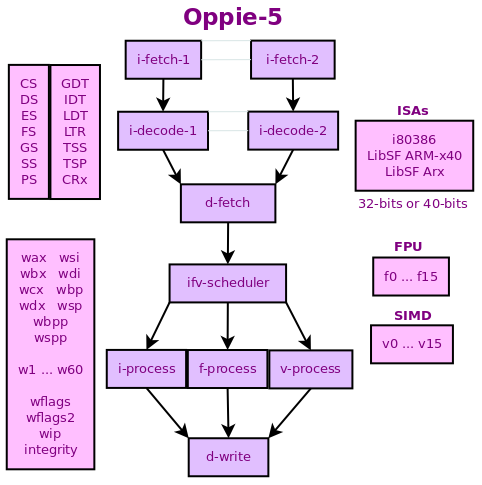 Oppie-5
i-fetch-1
i-fetch-2
CS
DS
ES
FS
GS
SS
PS
GDT
IDT
LDT
LTR
TSS
TSP
CRx
i-decode-1
i-decode-2
ISAs
i80386
LibSF ARM-x40
LibSF Arx
32-bits or 40-bits
d-fetch
wax wsi
wbx wdi
wcx wbp
wdx wsp
wbpp
wspp
w1 ... w60
wflags
wflags2
wip
integrity
ifv-scheduler
FPU
f0 ... f15
SIMD
v0 ... v15
i-process
f-process
v-process
d-write